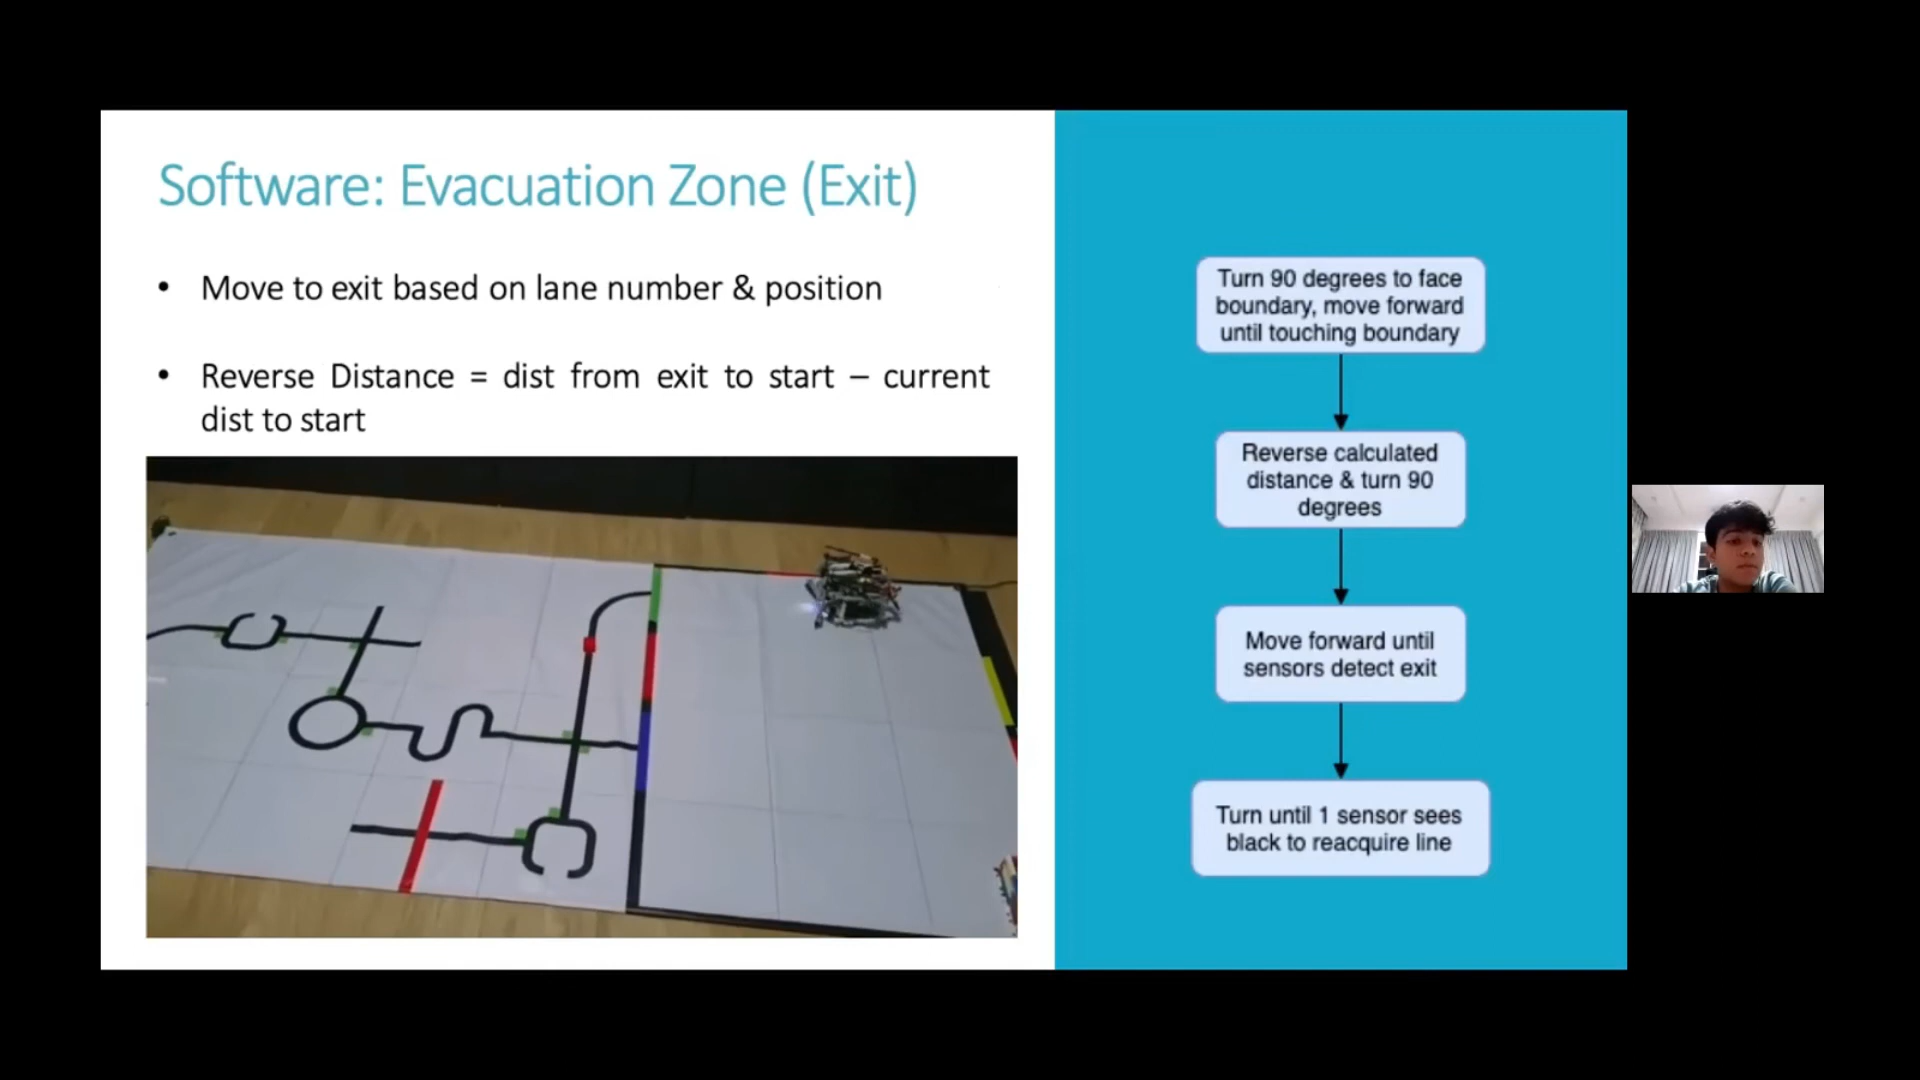 Software: Evacuation Zone (Exit)
• Move to exit based on lane number & position
• Reverse Distance = dist from exit to start – current
dist to start
Turn 90 degrees to face
boundary, move forward
until touching boundary
Reverse calculated
distance & turn 90
degrees
Move forward until
sensors detect exit
Turn until 1 sensor sees
black to reacquire line